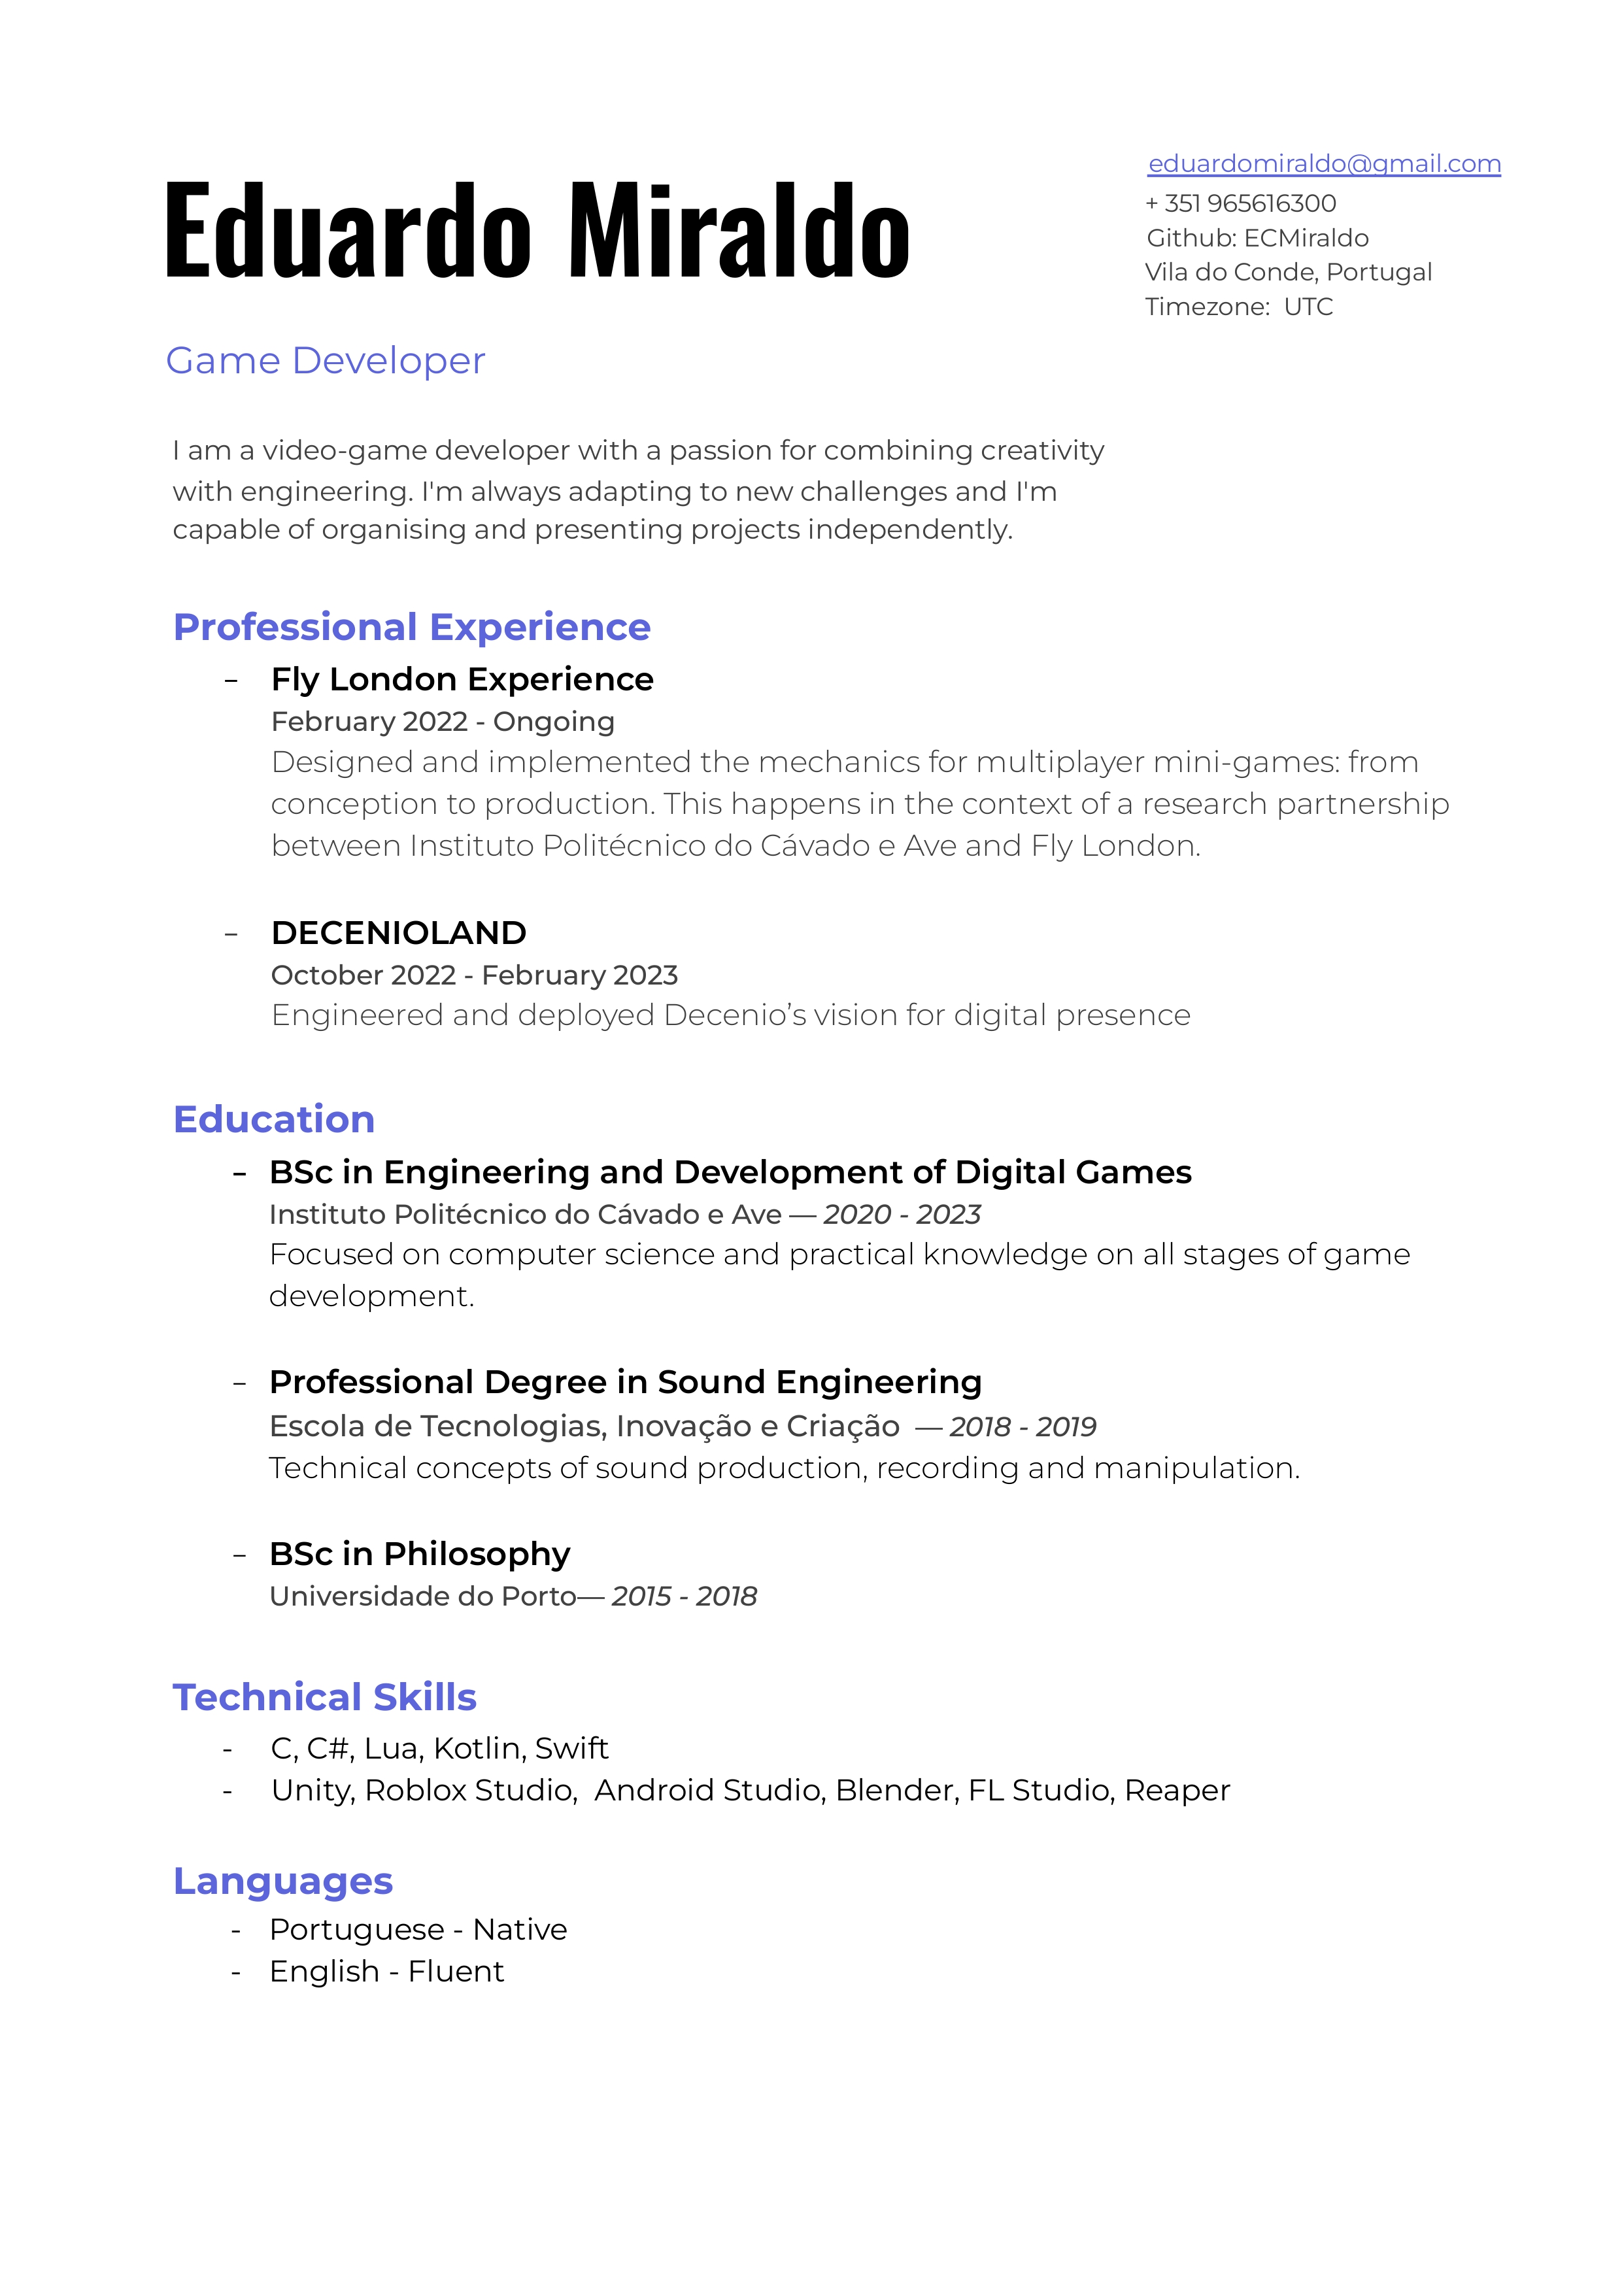 Eduardo Miraldo
Game Developer
eduardomiraldo@gmail.com
+ 351 965616300
Github: ECMiraldo
Vila do Conde, Portugal
Timezone:  UTC
I am a video-game developer with a passion for combining creativity
with engineering. I'm always adapting to new challenges and I'm
capable of organising and presenting projects independently.
Professional Experience
– Fly London Experience
February 2022 - Ongoing
Designed and implemented the mechanics for multiplayer mini-games: from
conception to production. This happens in the context of a research partnership
between Instituto Politécnico do Cávado e Ave and Fly London.
– DECENIOLAND
October 2022 - February 2023
Engineered and deployed Decenio’s vision for digital presence
Education
– BSc in Engineering and Development of Digital Games
Instituto Politécnico do Cávado e Ave — 2020 - 2023
Focused on computer science and practical knowledge on all stages of game
development.
– Professional Degree in Sound Engineering
Escola de Tecnologias, Inovação e Criação  — 2018 - 2019
Technical concepts of sound production, recording and manipulation.
– BSc in Philosophy
Universidade do Porto— 2015 - 2018
Technical Skills
- C, C#, Lua, Kotlin, Swift
- Unity, Roblox Studio,  Android Studio, Blender, FL Studio, Reaper
Languages
- Portuguese - Native
- English - Fluent